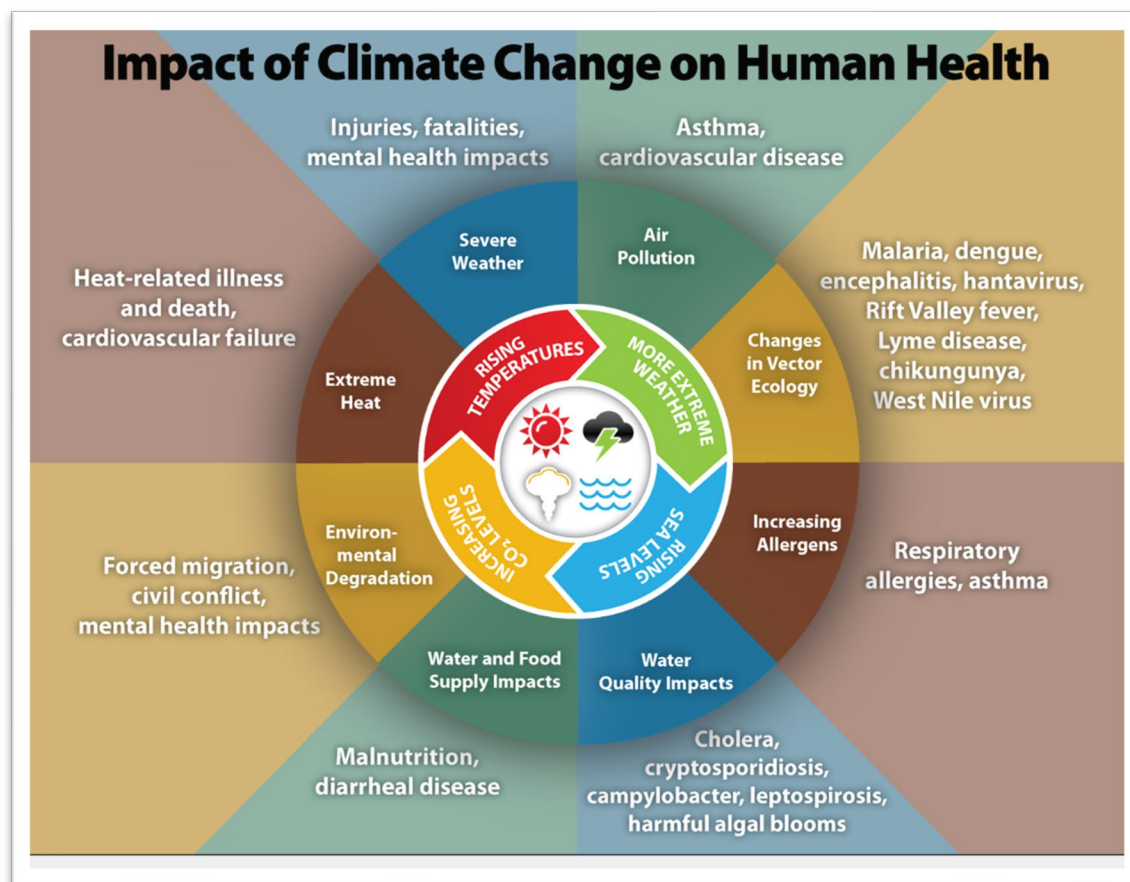 Impact of Climate Change on Human Health
Injuries, fatalities,
mental health impacts
Asthma,
cardiovascular disease
Severe
Weather
Air
Pollution
Heat-related illness
and death,
cardiovascular failure
Malaria, dengue,
encephalitis, hantavirus,
Rift Valley fever,
Lyme disease,
chikungunya,
West Nile virus
Extreme
Heat
RISING
TEMPERATURES
MORE EXTREME
WEATHER
Changes
in Vector
Ecology
Environ-
mental
Degradation
INCREASING
CO₂ LEVELS
RISING
SEA LEVELS
Increasing
Allergens
Forced migration,
civil conflict,
mental health impacts
Respiratory
allergies, asthma
Water and Food
Supply Impacts
Water
Quality Impacts
Malnutrition,
diarrheal disease
Cholera,
cryptosporidiosis,
campylobacter, leptospirosis,
harmful algal blooms